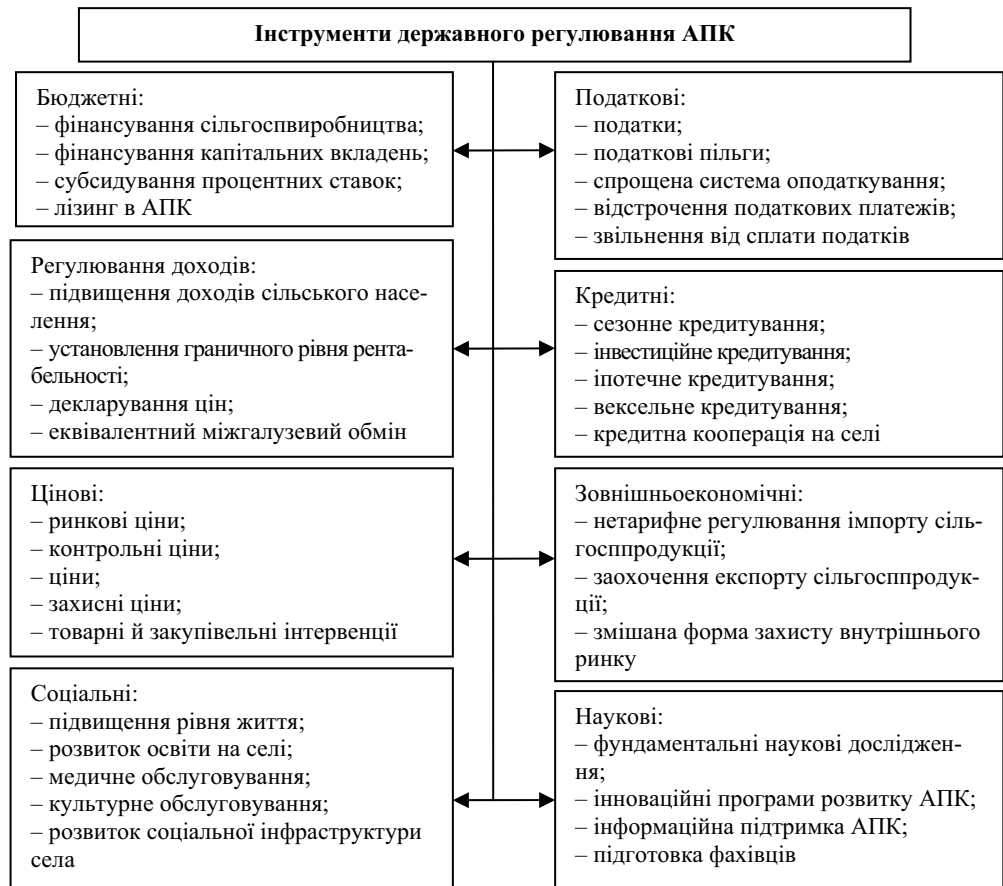 Інструменти державного регулювання АПК
Бюджетні:
– фінансування сільгоспвиробництва;
– фінансування капітальних вкладень;
– субсидування процентних ставок;
– лізинг в АПК
Податкові:
– податки;
– податкові пільги;
– спрощена система оподаткування;
– відстрочення податкових платежів;
– звільнення від сплати податків
Регулювання доходів:
– підвищення доходів сільського насе-
лення;
– установлення граничного рівня рента-
бельності;
– декларування цін;
– еквівалентний міжгалузевий обмін
Кредитні:
– сезонне кредитування;
– інвестиційне кредитування;
– іпотечне кредитування;
– вексельне кредитування;
– кредитна кооперація на селі
Цінові:
– ринкові ціни;
– контрольні ціни;
– ціни;
– захисні ціни;
– товарні й закупівельні інтервенції
Зовнішньоекономічні:
– нетарифне регулювання імпорту сіль-
госппродукції;
– заохочення експорту сільгосппродук-
ції;
– змішана форма захисту внутрішнього
ринку
Соціальні:
– підвищення рівня життя;
– розвиток освіти на селі;
– медичне обслуговування;
– культурне обслуговування;
– розвиток соціальної інфраструктури
села
Наукові:
– фундаментальні наукові досліджен-
ня;
– інноваційні програми розвитку АПК;
– інформаційна підтримка АПК;
– підготовка фахівців